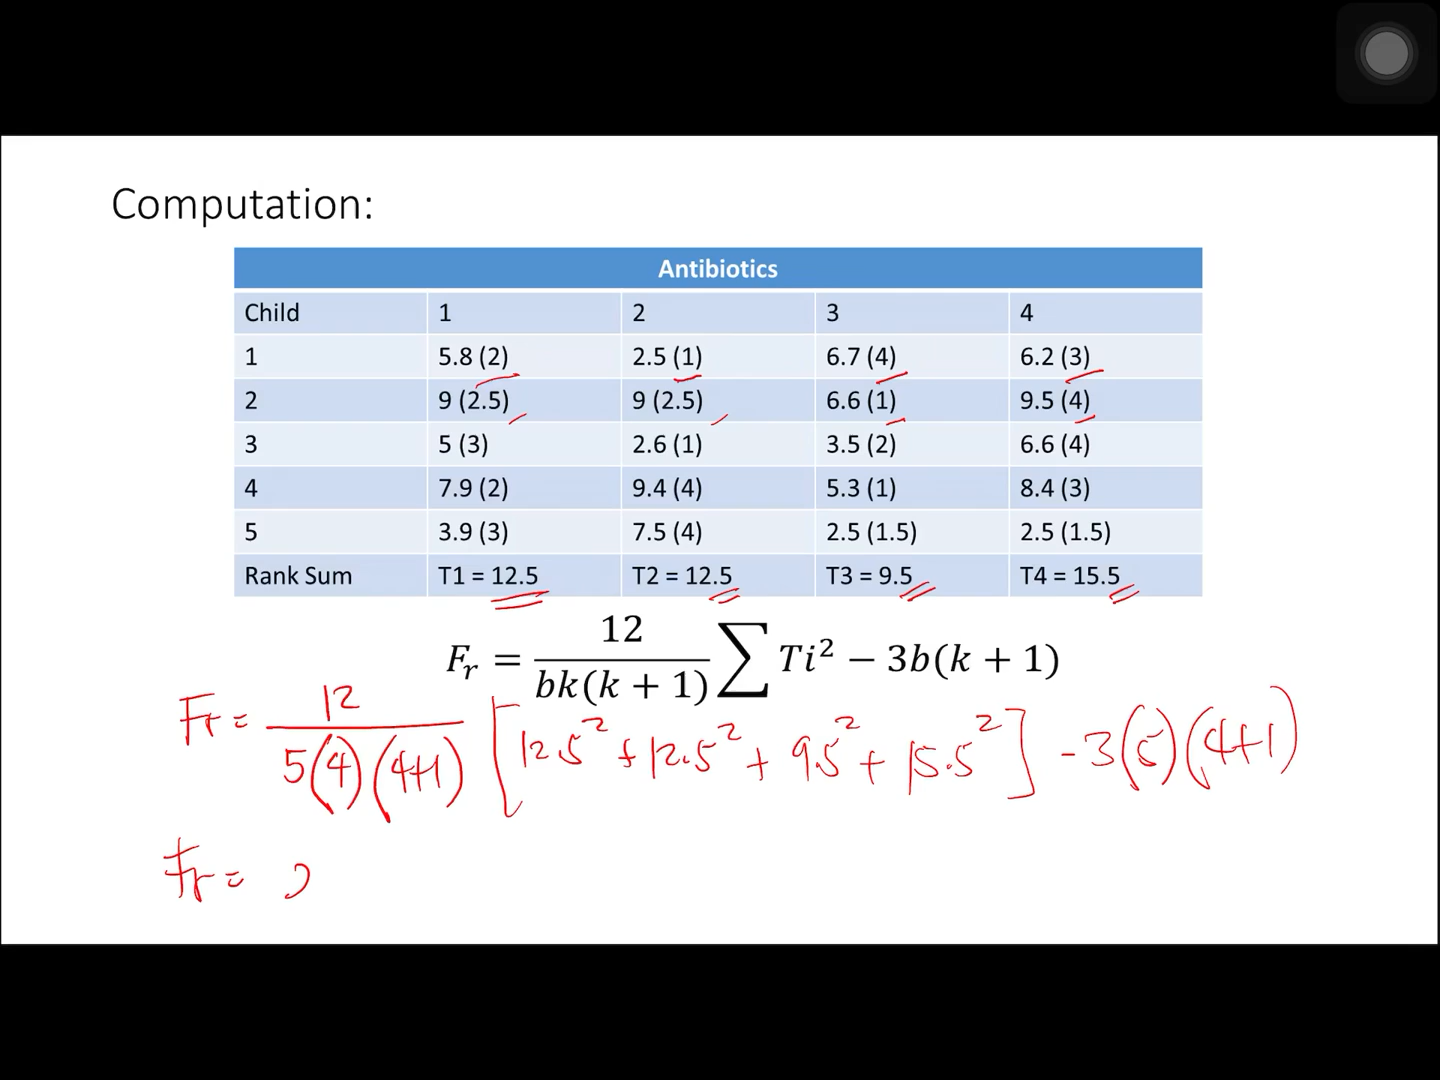 Computation:
Antibiotics
Child 1 2 3 4
1 5.8 (2) 2.5 (1) 6.7 (4) 6.2 (3)
2 9 (2.5) 9 (2.5) 6.6 (1) 9.5 (4)
3 5 (3) 2.6 (1) 3.5 (2) 6.6 (4)
4 7.9 (2) 9.4 (4) 5.3 (1) 8.4 (3)
5 3.9 (3) 7.5 (4) 2.5 (1.5) 2.5 (1.5)
Rank Sum T1 = 12.5 T2 = 12.5 T3 = 9.5 T4 = 15.5
F_r = 12 / bk(k + 1) ∑ Ti² − 3b(k + 1)
Fr = 12 / 5(4)(4+1) [12.5² + 12.5² + 9.5² + 15.5²] - 3(5)(4+1)
Fr =